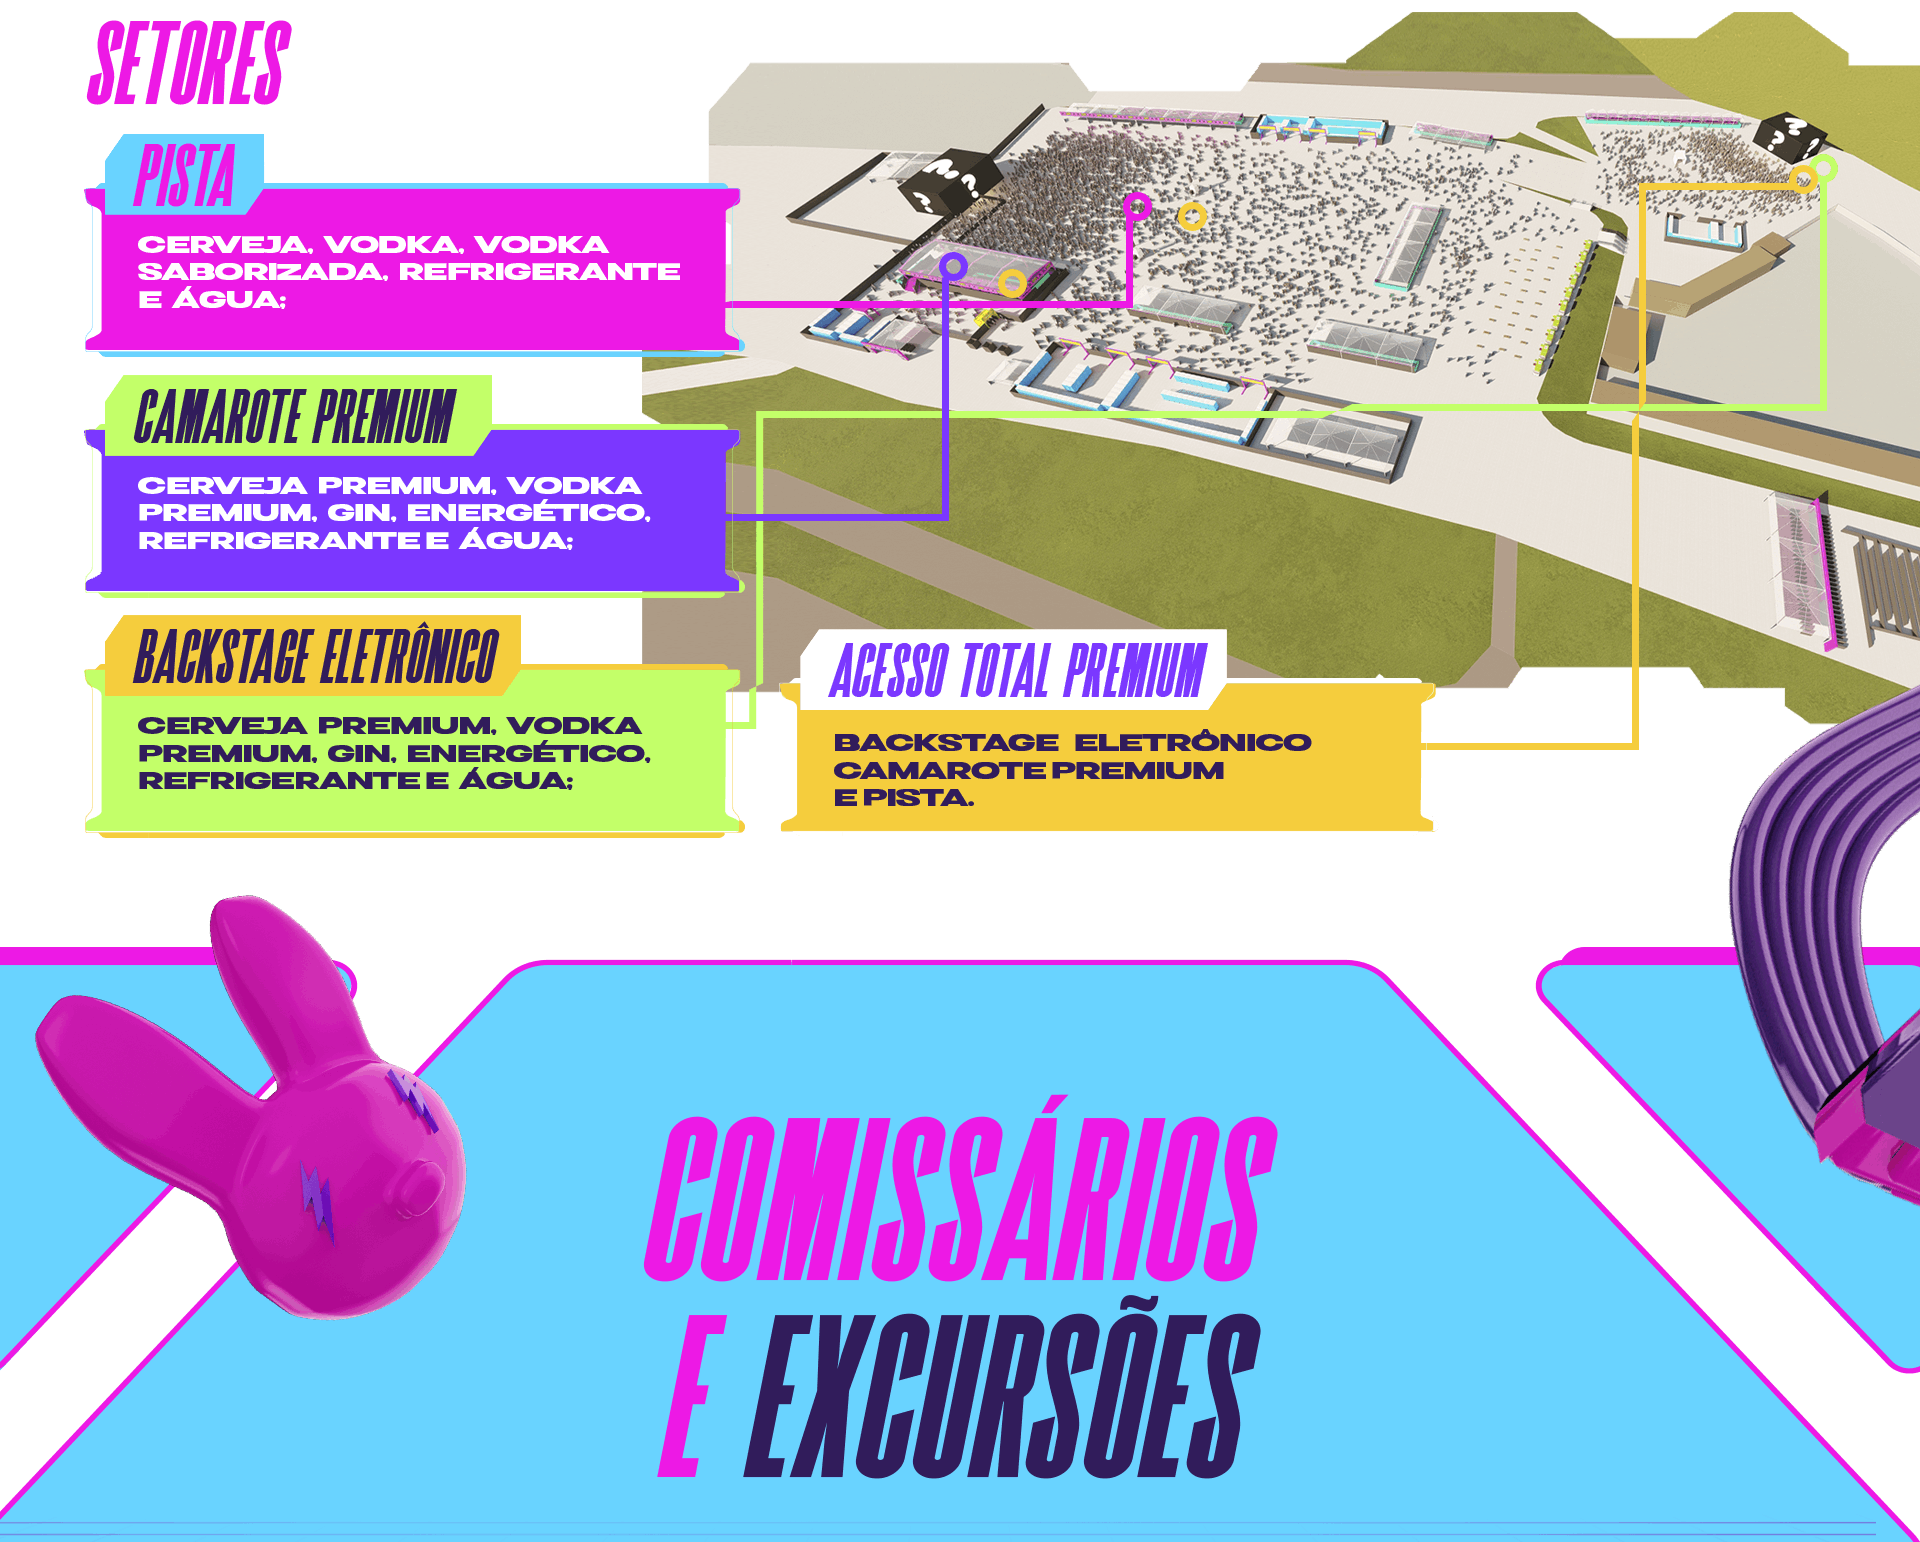 SETORES
PISTA
CERVEJA, VODKA, VODKA
SABORIZADA, REFRIGERANTE
E ÁGUA;
CAMAROTE PREMIUM
CERVEJA PREMIUM, VODKA
PREMIUM, GIN, ENERGÉTICO,
REFRIGERANTE E ÁGUA;
BACKSTAGE ELETRÔNICO
CERVEJA PREMIUM, VODKA
PREMIUM, GIN, ENERGÉTICO,
REFRIGERANTE E ÁGUA;
ACESSO TOTAL PREMIUM
BACKSTAGE ELETRÔNICO
CAMAROTE PREMIUM
E PISTA.
???
???
COMISSÁRIOS
E EXCURSÕES